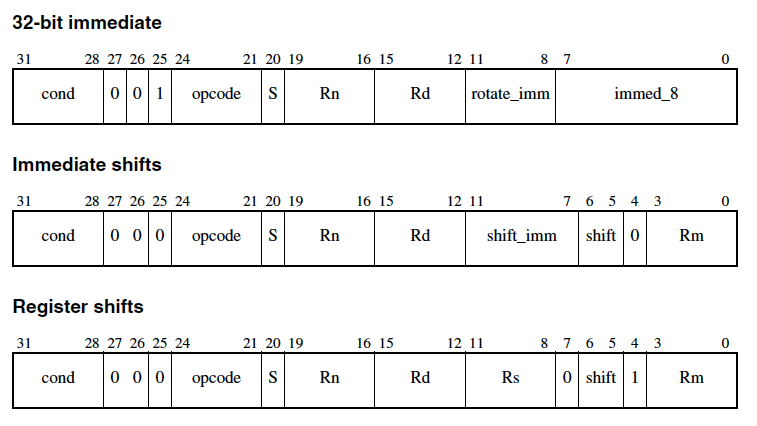 32-bit immediate
31 28 27 26 25 24 21 20 19 16 15 12 11 8 7 0
cond 0 0 1 opcode S Rn Rd rotate_imm immed_8
Immediate shifts
31 28 27 26 25 24 21 20 19 16 15 12 11 7 6 5 4 3 0
cond 0 0 0 opcode S Rn Rd shift_imm shift 0 Rm
Register shifts
31 28 27 26 25 24 21 20 19 16 15 12 11 8 7 6 5 4 3 0
cond 0 0 0 opcode S Rn Rd Rs 0 shift 1 Rm